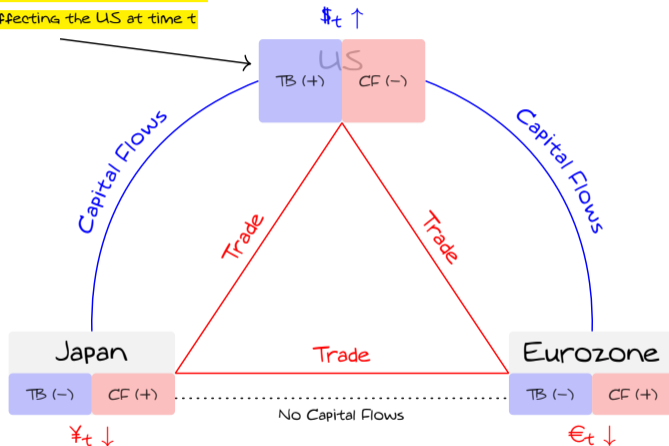 ffecting the US at time t
$t ↑
US
TB (+)
CF (-)
Capital Flows
Capital Flows
Trade
Trade
Japan
Trade
Eurozone
TB (-)
CF (+)
TB (-)
CF (+)
No Capital Flows
¥t ↓
€t ↓